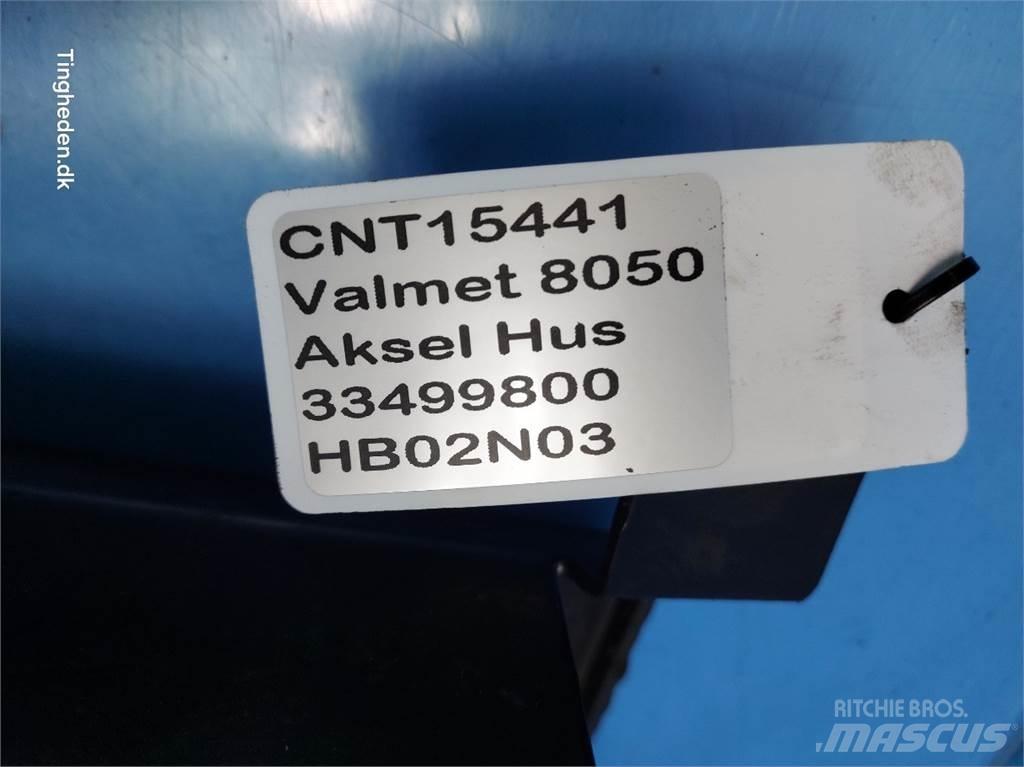 Tingheden.dk
CNT15441
Valmet 8050
Aksel Hus
33499800
HB02N03
RITCHIE BROS.
MASCUS